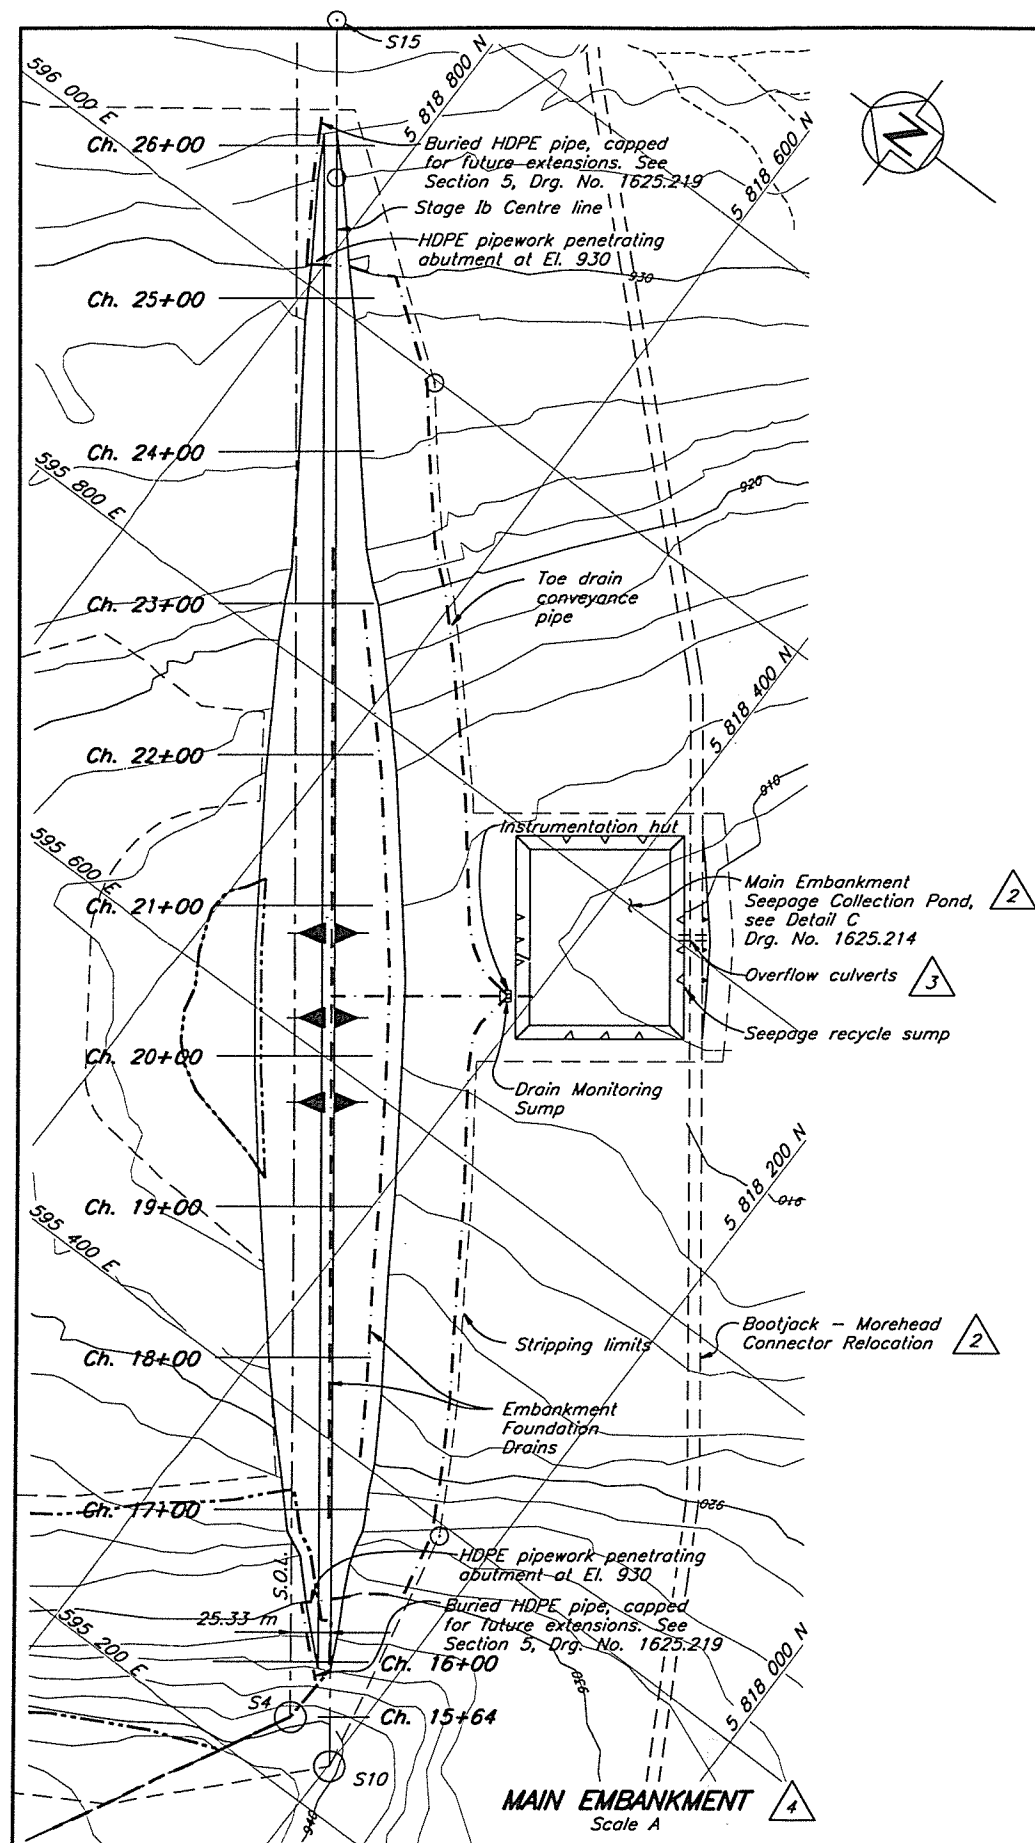 S15
596 000 E
5 818 800 N
Ch. 26+00
Buried HDPE pipe, capped
for future extensions. See
Section 5, Drg. No. 1625.219
5 818 600 N
N
Stage Ib Centre line
HDPE pipework penetrating
abutment at El. 930
930
Ch. 25+00
Ch. 24+00
595 800 E
920
Toe drain
conveyance
pipe
Ch. 23+00
5 818 400 N
Ch. 22+00
910
Instrumentation hut
595 600 E
Main Embankment
Seepage Collection Pond,
see Detail C
Drg. No. 1625.214
2
Ch. 21+00
Overflow culverts
3
Seepage recycle sump
Ch. 20+00
Drain Monitoring
Sump
5 818 200 N
910
Ch. 19+00
595 400 E
Stripping limits
Bootjack - Morehead
Connector Relocation
2
Ch. 18+00
Embankment
Foundation
Drains
Ch. 17+00
920
S.O.L.
HDPE pipework penetrating
abutment at El. 930
25.33 m
Buried HDPE pipe, capped
for future extensions. See
Section 5, Drg. No. 1625.219
595 200 E
Ch. 16+00
930
5 818 000 N
S4
Ch. 15+64
S10
940
MAIN EMBANKMENT
4
Scale A